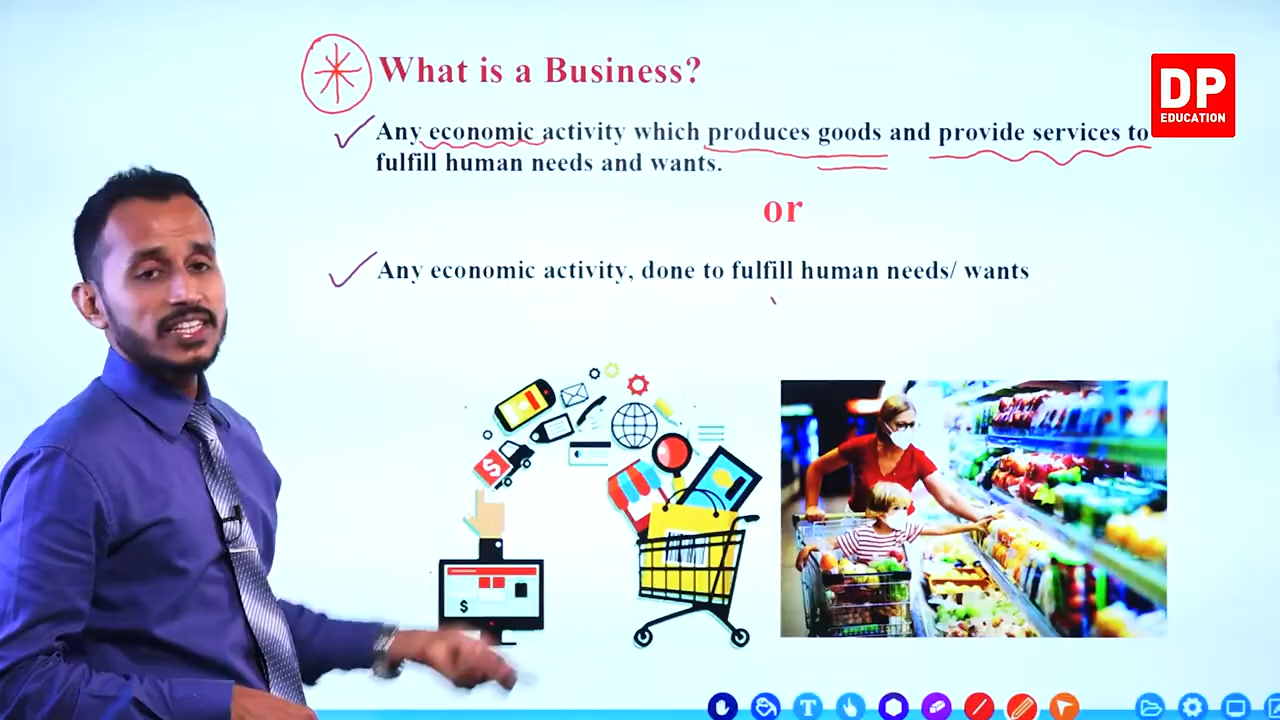 What is a Business?
DP
EDUCATION
Any economic activity which produces goods and provide services to
fulfill human needs and wants.
or
Any economic activity, done to fulfill human needs/ wants
$
$
T